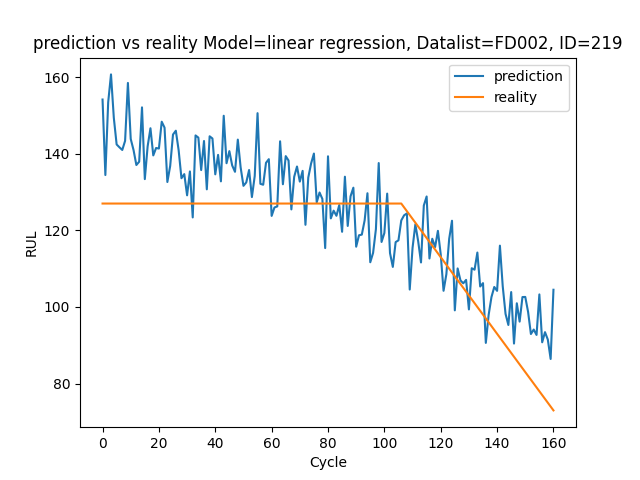 prediction vs reality Model=linear regression, Datalist=FD002, ID=219
prediction
reality
160
140
120
100
80
RUL
0 20 40 60 80 100 120 140 160
Cycle